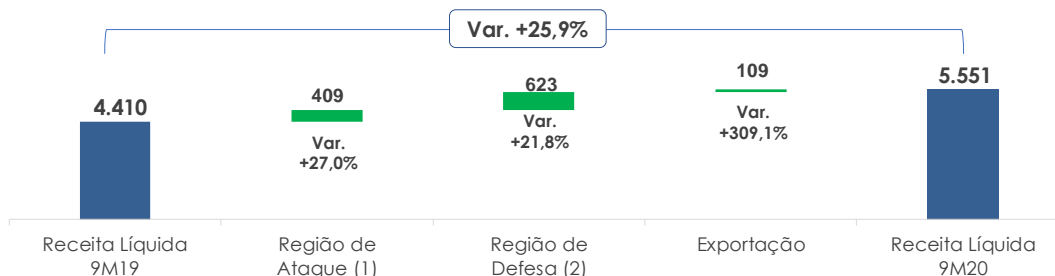 Var. +25,9%
4.410
409
Var.
+27,0%
623
Var.
+21,8%
109
Var.
+309,1%
5.551
Receita Líquida
9M19
Região de
Ataque (1)
Região de
Defesa (2)
Exportação
Receita Líquida
9M20